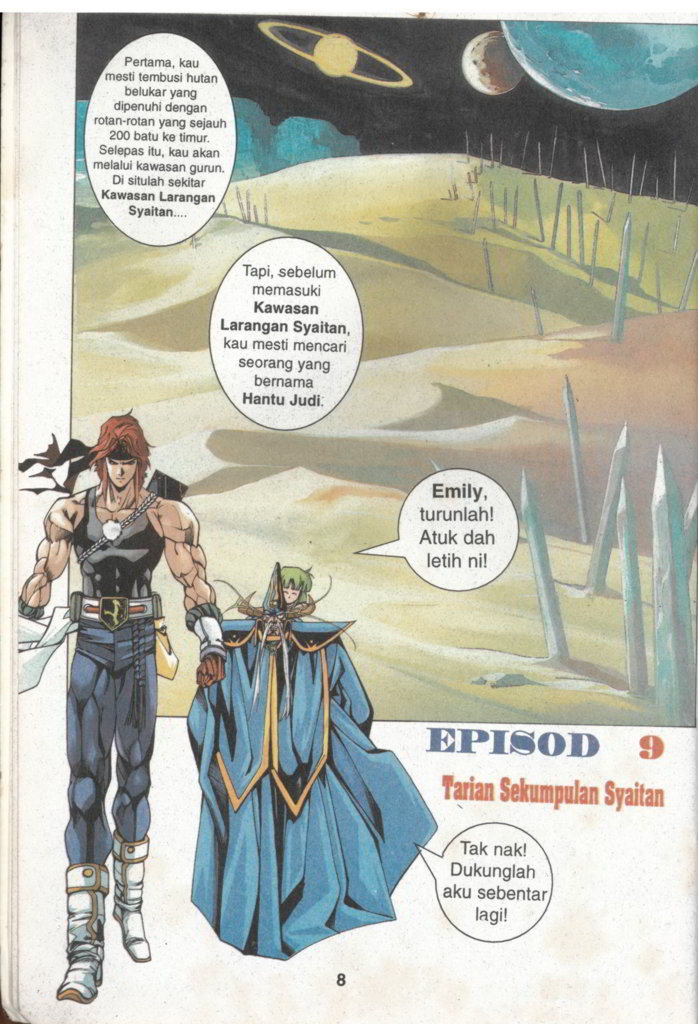 Pertama, kau
mesti tembusi hutan
belukar yang
dipenuhi dengan
rotan-rotan yang sejauh
200 batu ke timur.
Selepas itu, kau akan
melalui kawasan gurun.
Di situlah sekitar
Kawasan Larangan
Syaitan....
Tapi, sebelum
memasuki
Kawasan
Larangan Syaitan,
kau mesti mencari
seorang yang
bernama
Hantu Judi.
Emily,
turunlah!
Atuk dah
letih ni!
EPISOD 9
Tarian Sekumpulan Syaitan
Tak nak!
Dukunglah
aku sebentar
lagi!
8